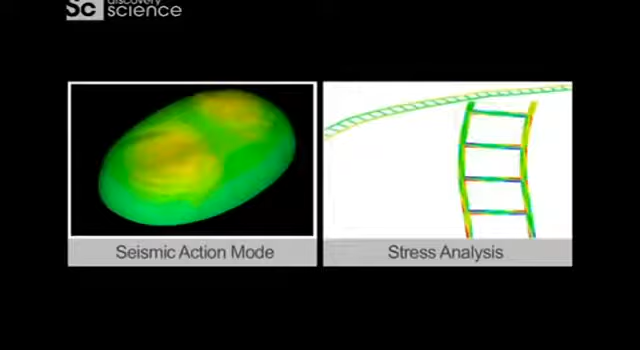 Sc discovery
science
Seismic Action Mode
Stress Analysis